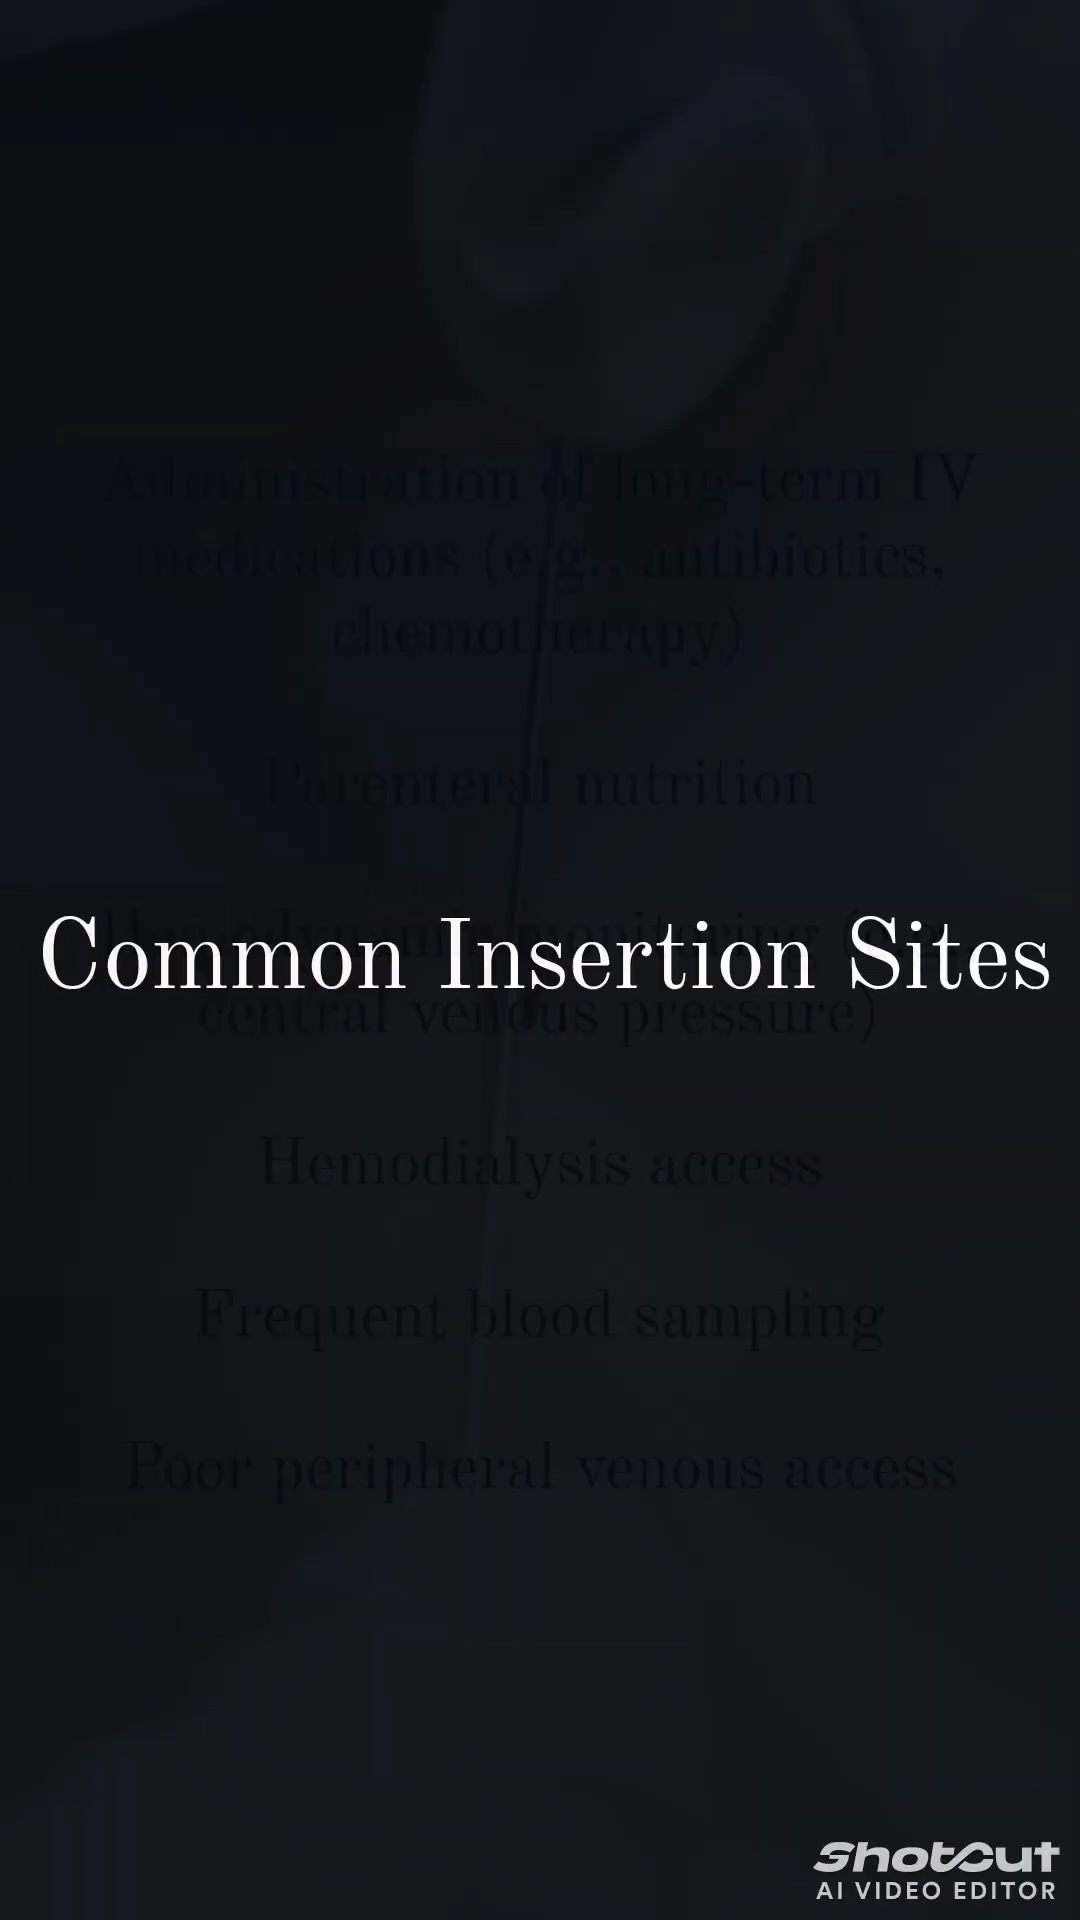 Administration of long-term IV
medications (e.g., antibiotics,
chemotherapy)
Parenteral nutrition
Common Insertion Sites
monitoring
central venous pressure)
Hemodialysis access
Frequent blood sampling
Poor peripheral venous access
ShotCut
AI VIDEO EDITOR